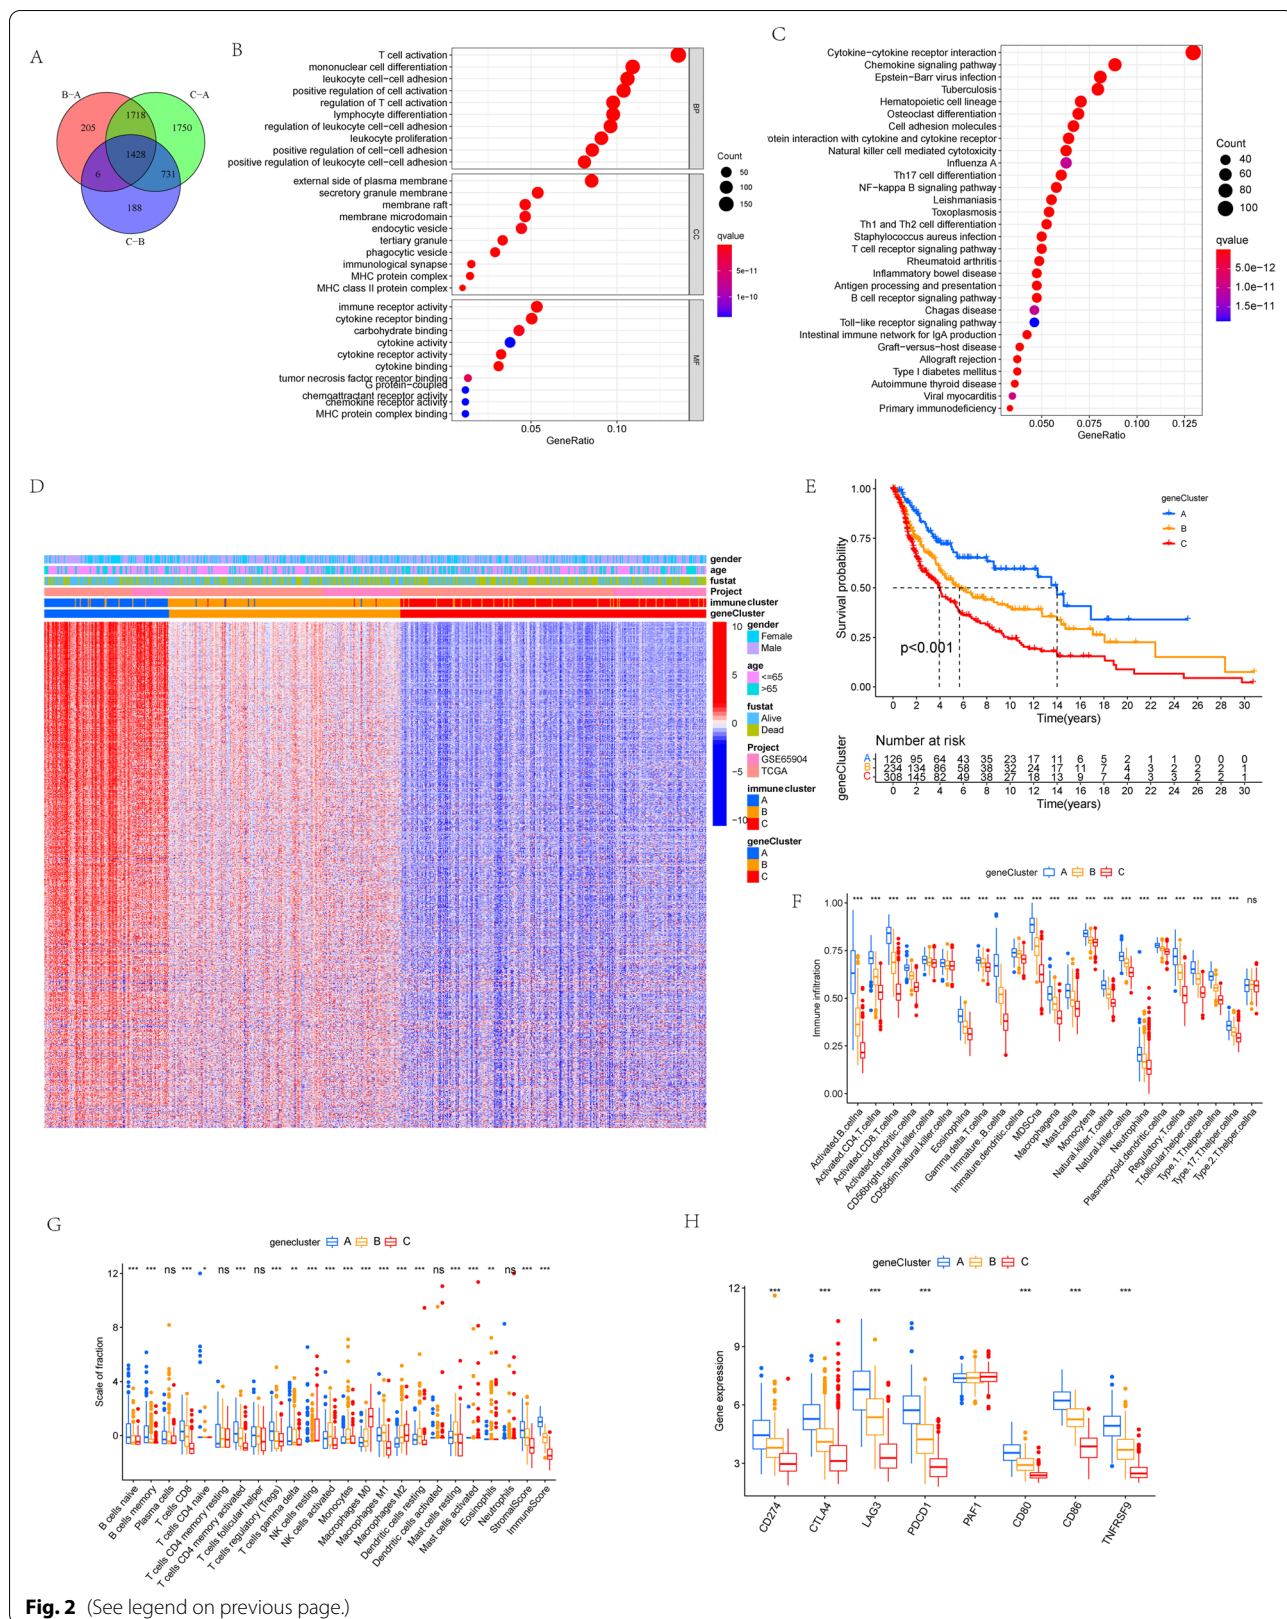 A
B-A
C-A
205
1718
1750
1428
6
731
188
C-B
B
T cell activation
mononuclear cell differentiation
leukocyte cell-cell adhesion
positive regulation of cell activation
regulation of T cell activation
lymphocyte differentiation
regulation of leukocyte cell-cell adhesion
leukocyte proliferation
positive regulation of cell-cell adhesion
positive regulation of leukocyte cell-cell adhesion
BP
external side of plasma membrane
secretory granule membrane
membrane raft
membrane microdomain
endocytic vesicle
tertiary granule
phagocytic vesicle
immunological synapse
MHC protein complex
MHC class II protein complex
CC
immune receptor activity
cytokine receptor binding
carbohydrate binding
cytokine activity
cytokine receptor activity
cytokine binding
tumor necrosis factor receptor binding
G protein-coupled
chemoattractant receptor activity
chemokine receptor activity
MHC protein complex binding
MF
0.05 0.10
GeneRatio
Count
50
100
150
qvalue
5e-11
1e-10
C
Cytokine-cytokine receptor interaction
Chemokine signaling pathway
Epstein-Barr virus infection
Tuberculosis
Hematopoietic cell lineage
Osteoclast differentiation
Cell adhesion molecules
otein interaction with cytokine and cytokine receptor
Natural killer cell mediated cytotoxicity
Influenza A
Th17 cell differentiation
NF-kappa B signaling pathway
Leishmaniasis
Toxoplasmosis
Th1 and Th2 cell differentiation
Staphylococcus aureus infection
T cell receptor signaling pathway
Rheumatoid arthritis
Inflammatory bowel disease
Antigen processing and presentation
B cell receptor signaling pathway
Chagas disease
Toll-like receptor signaling pathway
Intestinal immune network for IgA production
Graft-versus-host disease
Allograft rejection
Type I diabetes mellitus
Autoimmune thyroid disease
Viral myocarditis
Primary immunodeficiency
0.050 0.075 0.100 0.125
GeneRatio
Count
40
60
80
100
qvalue
5.0e-12
1.0e-11
1.5e-11
D
gender
age
fustat
Project
immunecluster
geneCluster
10
5
0
-5
-10
gender
Female
Male
age
<=65
>65
fustat
Alive
Dead
Project
GSE65904
TCGA
immunecluster
A
B
C
geneCluster
A
B
C
E
Survival probability
1.00
0.75
0.50
0.25
0.00
p<0.001
geneCluster
A
B
C
0 2 4 6 8 10 12 14 16 18 20 22 24 26 28 30
Time(years)
Number at risk
geneCluster
A 126 95 64 43 35 23 17 11 6 5 2 1 1 0 0 0
B 234 134 86 58 38 32 24 17 11 7 4 4 2 2 2 1
C 308 145 82 49 38 27 18 13 9 7 4 3 3 2 2 1
0 2 4 6 8 10 12 14 16 18 20 22 24 26 28 30
Time(years)
F
geneCluster A B C
*** *** *** *** *** *** *** *** *** *** *** *** *** *** *** *** *** *** *** *** *** *** ns
Immune infiltration
1.00
0.75
0.50
0.25
0.00
Activated.B.cellna
Activated.CD4.T.cellna
Activated.CD8.T.cellna
Activated.dendritic.cellna
CD56bright.natural.killer.cellna
CD56dim.natural.killer.cellna
Eosinophilna
Gamma.delta.T.cellna
Immature..B.cellna
Immature.dendritic.cellna
MDSCna
Macrophagena
Mast.cellna
Monocytena
Natural.killer.T.cellna
Natural.killer.cellna
Neutrophilna
Plasmacytoid.dendritic.cellna
Regulatory.T.cellna
T.follicular.helper.cellna
Type.1.T.helper.cellna
Type.17.T.helper.cellna
Type.2.T.helper.cellna
G
genecluster A B C
*** *** ns *** * ns *** ns *** ** *** *** *** *** *** *** *** ns *** *** ** ns *** ***
Scale of fraction
12
8
4
0
B cells naive
B cells memory
Plasma cells
T cells CD8
T cells CD4 naive
T cells CD4 memory resting
T cells CD4 memory activated
T cells follicular helper
T cells regulatory (Tregs)
T cells gamma delta
NK cells resting
NK cells activated
Monocytes
Macrophages M0
Macrophages M1
Macrophages M2
Dendritic cells resting
Dendritic cells activated
Mast cells resting
Mast cells activated
Eosinophils
Neutrophils
StromalScore
ImmuneScore
H
geneCluster A B C
*** *** *** *** *** *** ***
Gene expression
12
9
6
3
CD274
CTLA4
LAG3
PDCD1
PAF1
CD80
CD86
TNFRSF9
Fig. 2 (See legend on previous page.)